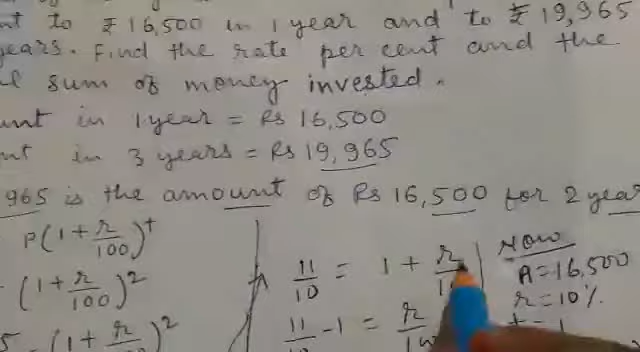 nt to ₹ 16,500 in 1 year and to ₹ 19,965
years. Find the rate per cent and the
sum of money invested.
unt in 1 year = Rs 16,500
nt in 3 years = Rs 19,965
965 is the amount of Rs 16,500 for 2 year
P(1 + r/100)^t
(1 + r/100)^2
(1 + r/100)^2
11/10 = 1 + r/1
11/10 - 1 = r/10
Now
A = 16,500
r = 10%